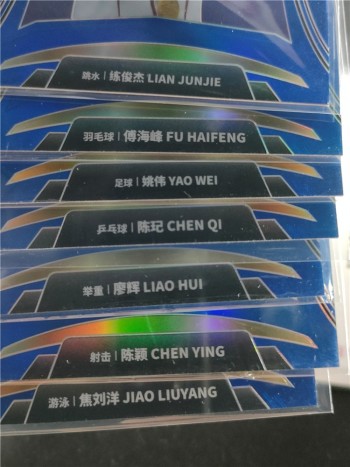 跳水 | 练俊杰 LIAN JUNJIE
羽毛球 | 傅海峰 FU HAIFENG
足球 | 姚伟 YAO WEI
乒乓球 | 陈玘 CHEN QI
举重 | 廖辉 LIAO HUI
射击 | 陈颖 CHEN YING
游泳 | 焦刘洋 JIAO LIUYANG